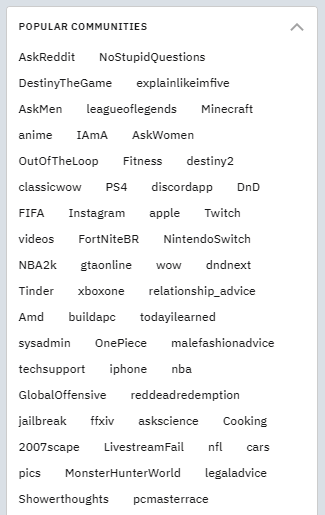 POPULAR COMMUNITIES
AskReddit NoStupidQuestions
DestinyTheGame explainlikeimfive
AskMen leagueoflegends Minecraft
anime IAmA AskWomen
OutOfTheLoop Fitness destiny2
classicwow PS4 discordapp DnD
FIFA Instagram apple Twitch
videos FortNiteBR NintendoSwitch
NBA2k gtaonline wow dndnext
Tinder xboxone relationship_advice
Amd buildapc todayilearned
sysadmin OnePiece malefashionadvice
techsupport iphone nba
GlobalOffensive reddeadredemption
jailbreak ffxiv askscience Cooking
2007scape LivestreamFail nfl cars
pics MonsterHunterWorld legaladvice
Showerthoughts pcmasterrace